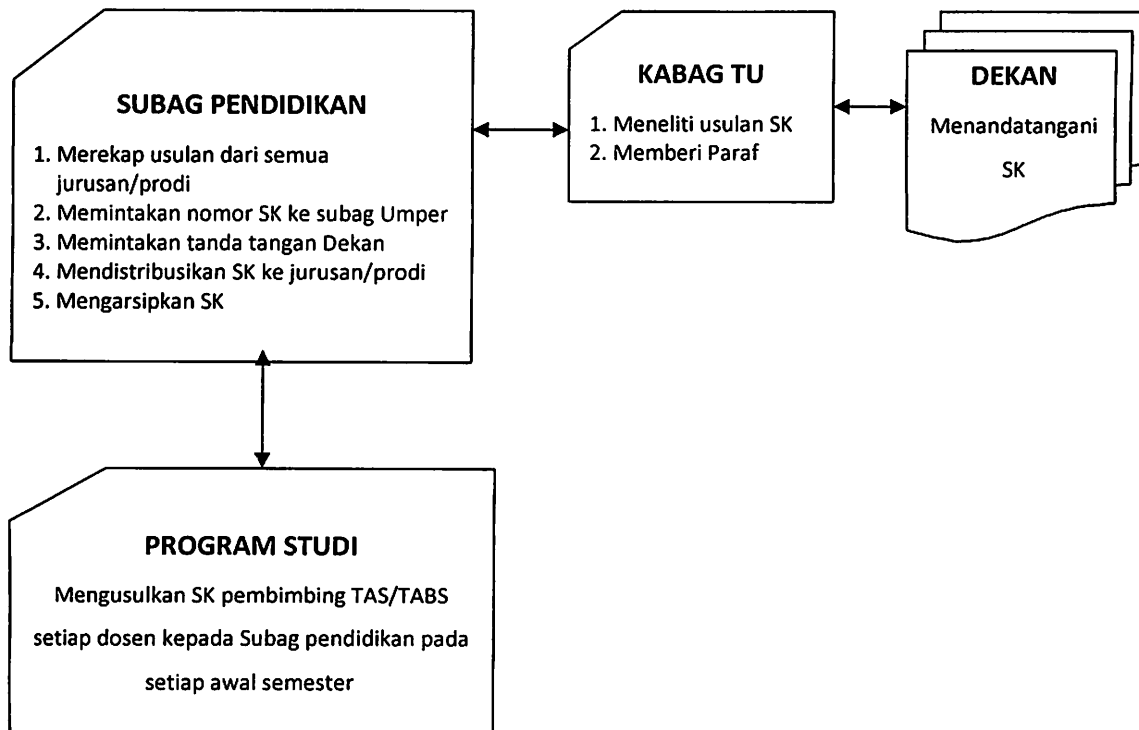 SUBAG PENDIDIKAN
1. Merekap usulan dari semua
jurusan/prodi
2. Memintakan nomor SK ke subag Umper
3. Memintakan tanda tangan Dekan
4. Mendistribusikan SK ke jurusan/prodi
5. Mengarsipkan SK
KABAG TU
1. Meneliti usulan SK
2. Memberi Paraf
DEKAN
Menandatangani
SK
PROGRAM STUDI
Mengusulkan SK pembimbing TAS/TABS
setiap dosen kepada Subag pendidikan pada
setiap awal semester